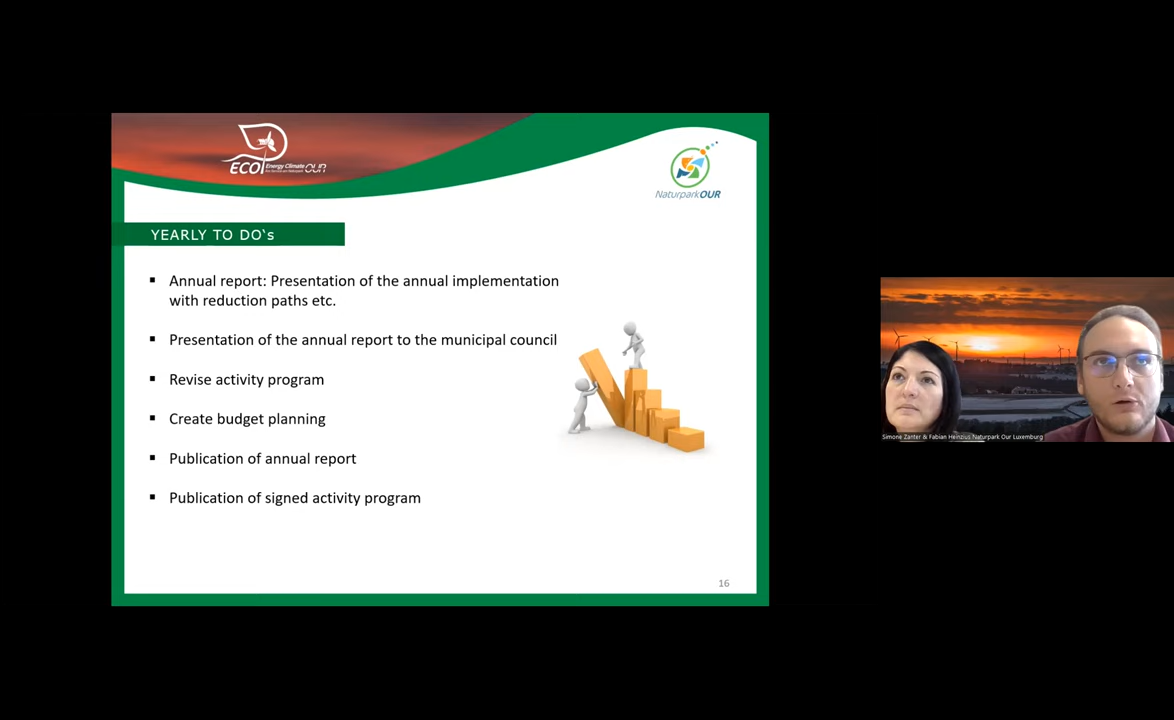 ECO
Energy Climate OUR
NaturparkOUR
YEARLY TO DO‘s
▪ Annual report: Presentation of the annual implementation
with reduction paths etc.
▪ Presentation of the annual report to the municipal council
▪ Revise activity program
▪ Create budget planning
▪ Publication of annual report
▪ Publication of signed activity program
16
Simone Zanter & Fabian Heinzius Naturpark Our Luxemburg